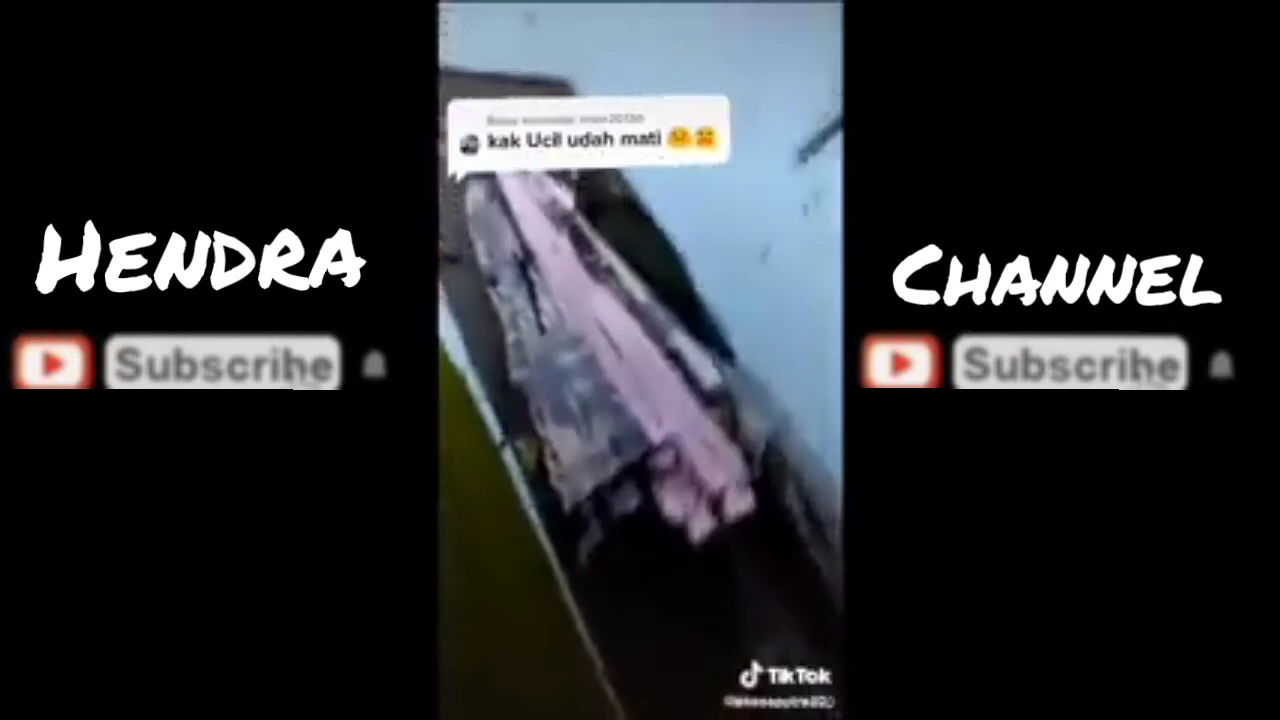 kak Ucil udah mati 🥺 😫
HENDRA
CHANNEL
Subscribe
Subscribe
TikTok